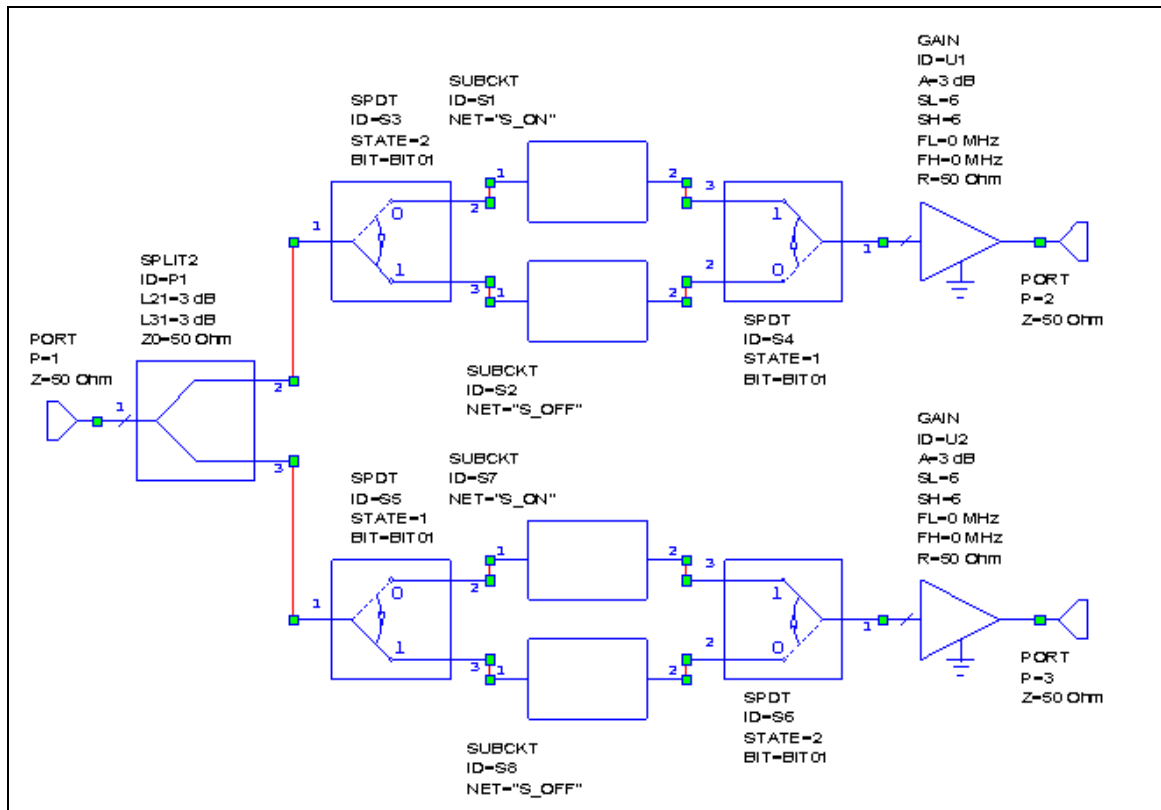 GAIN
ID=U1
A=3 dB
SL=6
SH=6
FL=0 MHz
FH=0 MHz
R=50 Ohm
SUBCKT
ID=S1
NET="S_ON"
SPDT
ID=S3
STATE=2
BIT=BIT01
1
2
3
0
1
1
2
1
2
3
2
1
0
1
PORT
P=2
Z=50 Ohm
SPDT
ID=S4
STATE=1
BIT=BIT01
SUBCKT
ID=S2
NET="S_OFF"
SPLIT2
ID=P1
L21=3 dB
L31=3 dB
Z0=50 Ohm
PORT
P=1
Z=50 Ohm
1
2
3
GAIN
ID=U2
A=3 dB
SL=6
SH=6
FL=0 MHz
FH=0 MHz
R=50 Ohm
SUBCKT
ID=S7
NET="S_ON"
SPDT
ID=S5
STATE=1
BIT=BIT01
1
2
3
0
1
1
2
1
2
3
2
1
0
1
PORT
P=3
Z=50 Ohm
SPDT
ID=S6
STATE=2
BIT=BIT01
SUBCKT
ID=S8
NET="S_OFF"